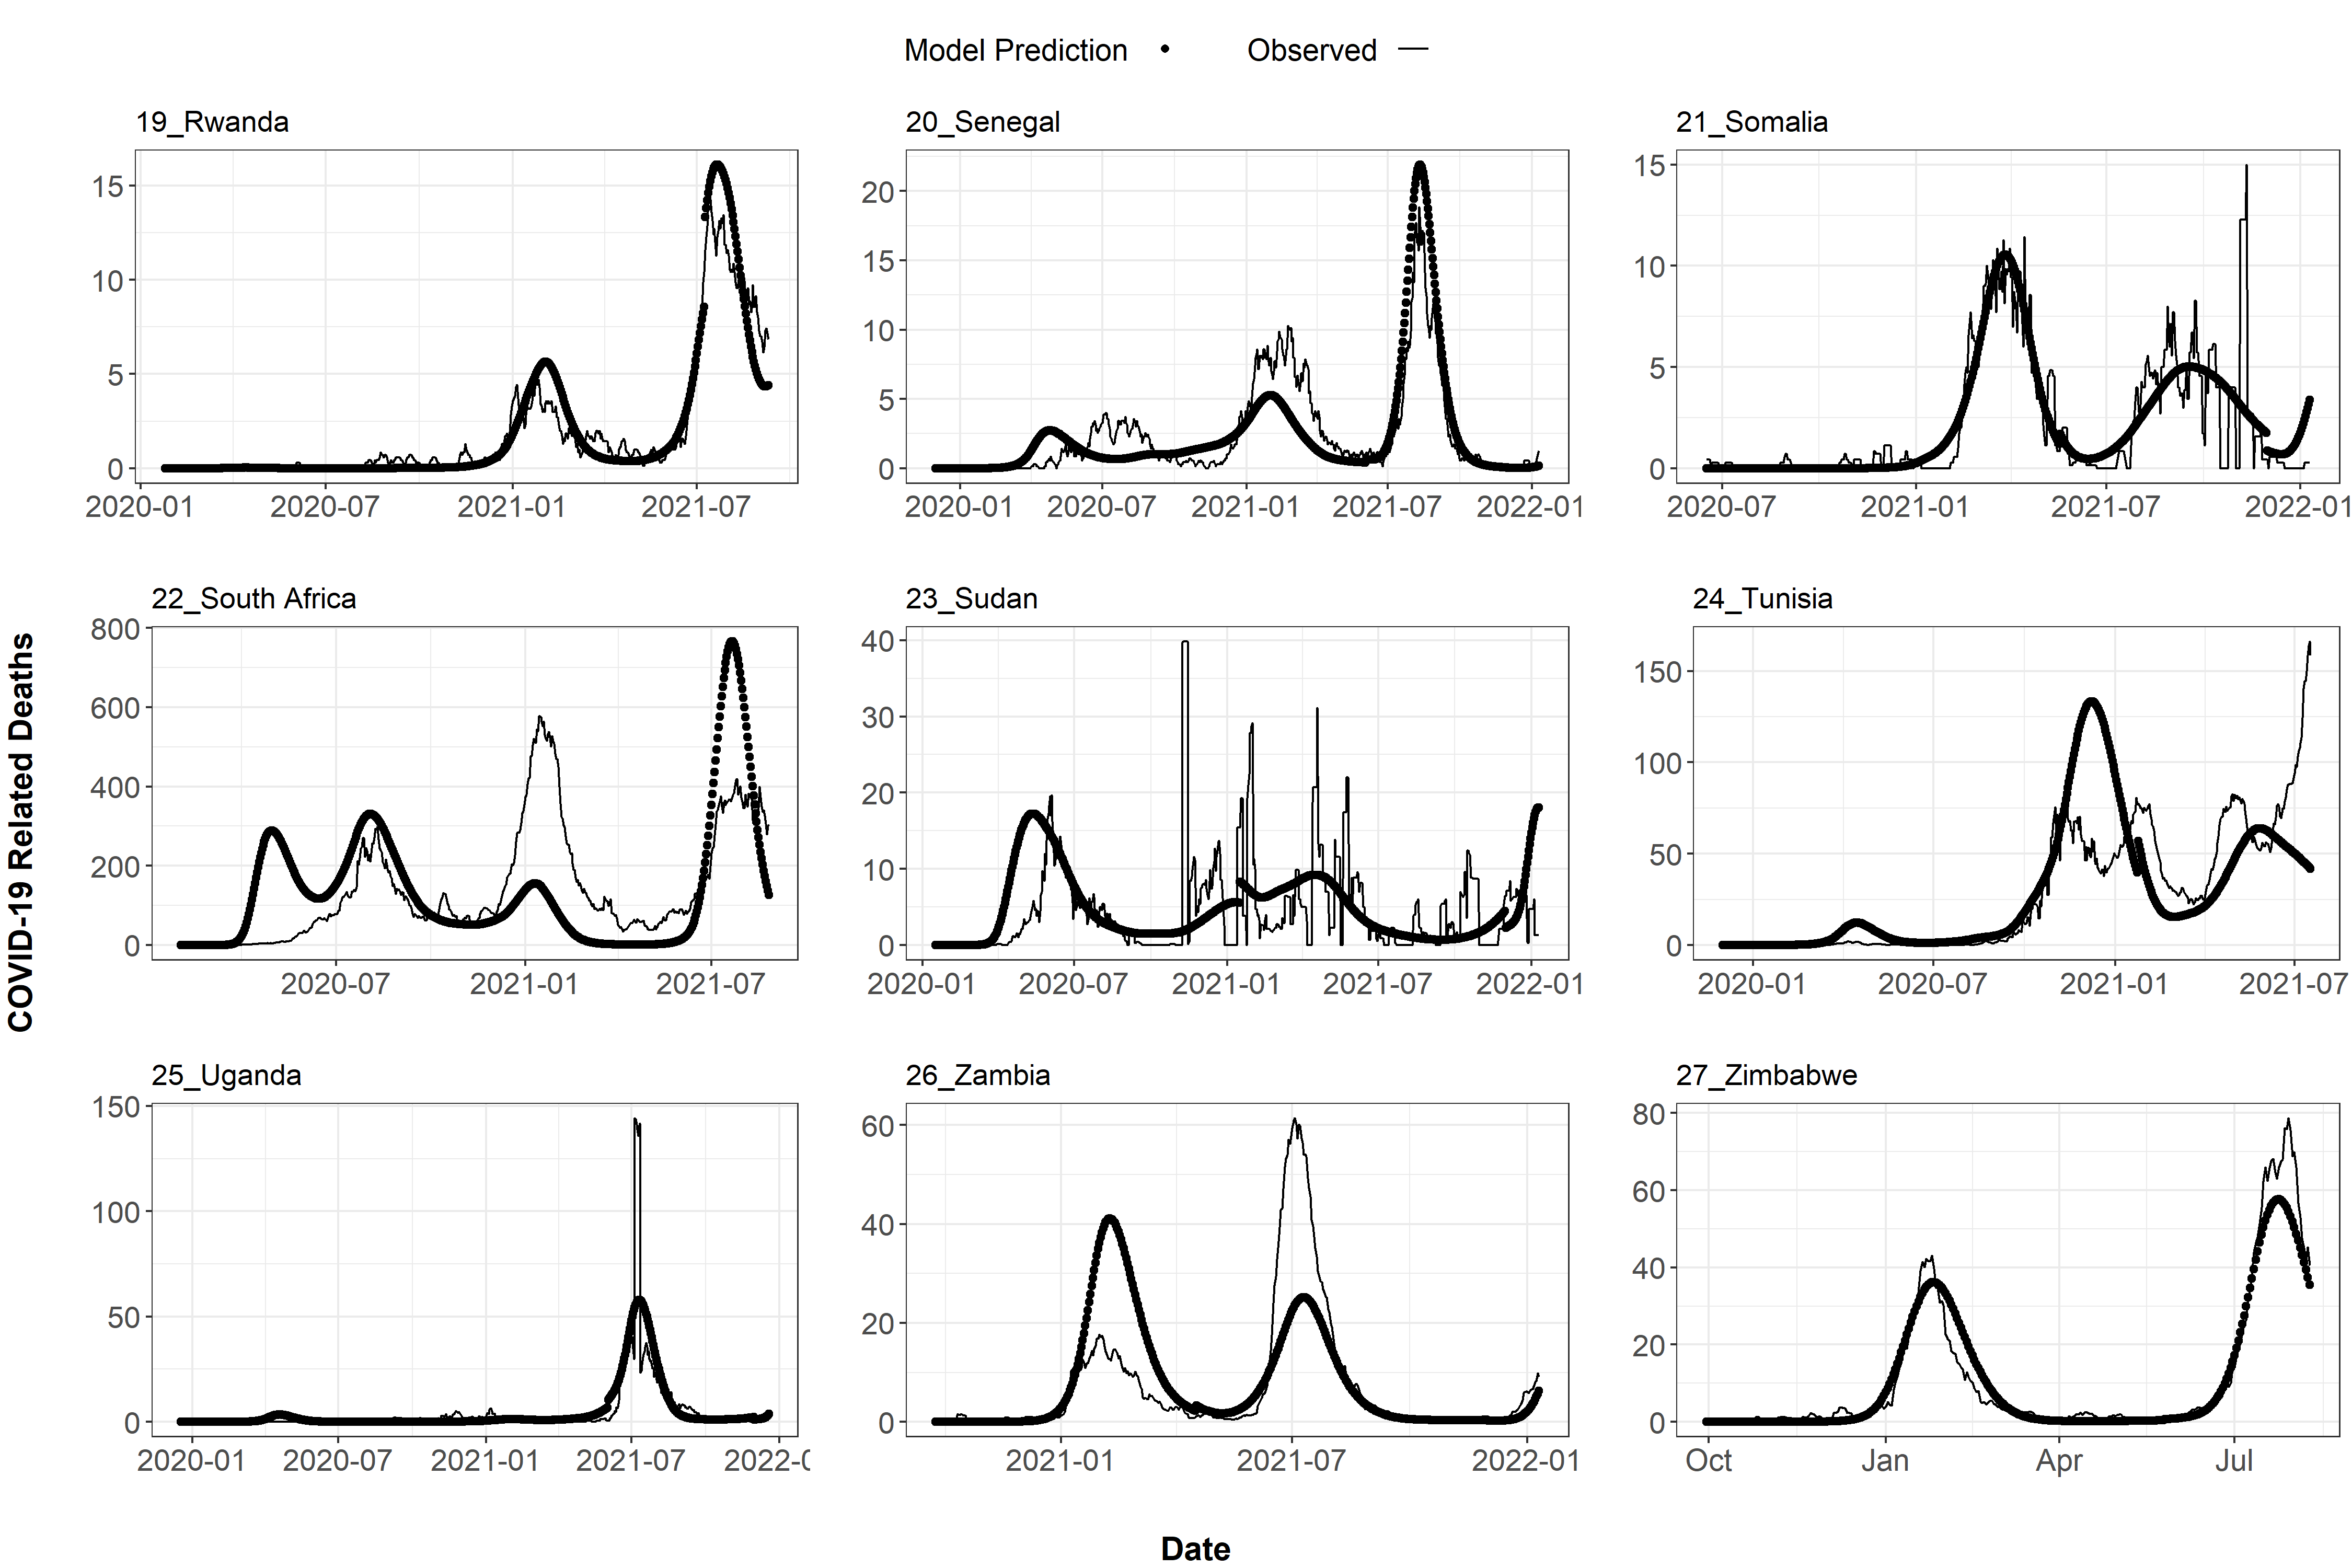 Model Prediction Observed
19_Rwanda
20_Senegal
21_Somalia
15
10
5
0
2020-01 2020-07 2021-01 2021-07
20
15
10
5
0
2020-01 2020-07 2021-01 2021-07 2022-01
15
10
5
0
2020-07 2021-01 2021-07 2022-01
COVID-19 Related Deaths
22_South Africa
23_Sudan
24_Tunisia
800
600
400
200
0
2020-07 2021-01 2021-07
40
30
20
10
0
2020-01 2020-07 2021-01 2021-07 2022-01
150
100
50
0
2020-01 2020-07 2021-01 2021-07
25_Uganda
26_Zambia
27_Zimbabwe
150
100
50
0
2020-01 2020-07 2021-01 2021-07 2022-0
60
40
20
0
2021-01 2021-07 2022-01
80
60
40
20
0
Oct Jan Apr Jul
Date